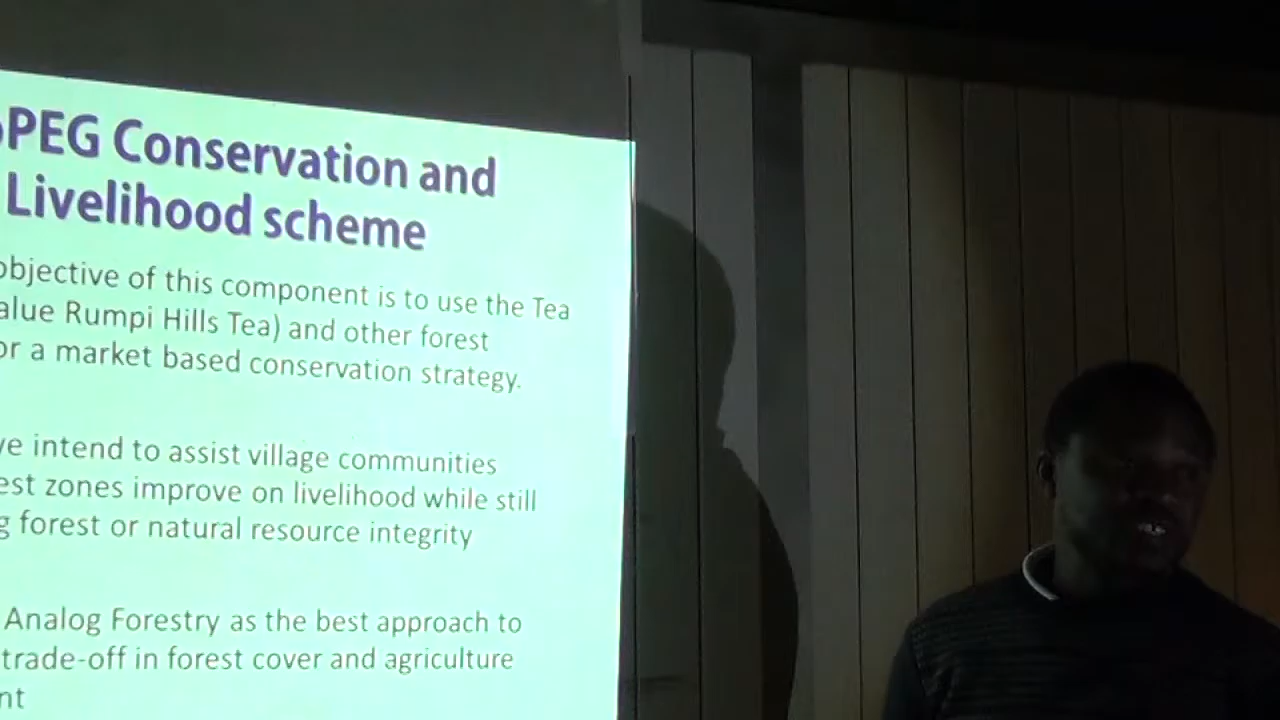 PEG Conservation and
Livelihood scheme
objective of this component is to use the Tea
alue Rumpi Hills Tea) and other forest
or a market based conservation strategy.
ve intend to assist village communities
est zones improve on livelihood while still
g forest or natural resource integrity
Analog Forestry as the best approach to
trade-off in forest cover and agriculture
nt